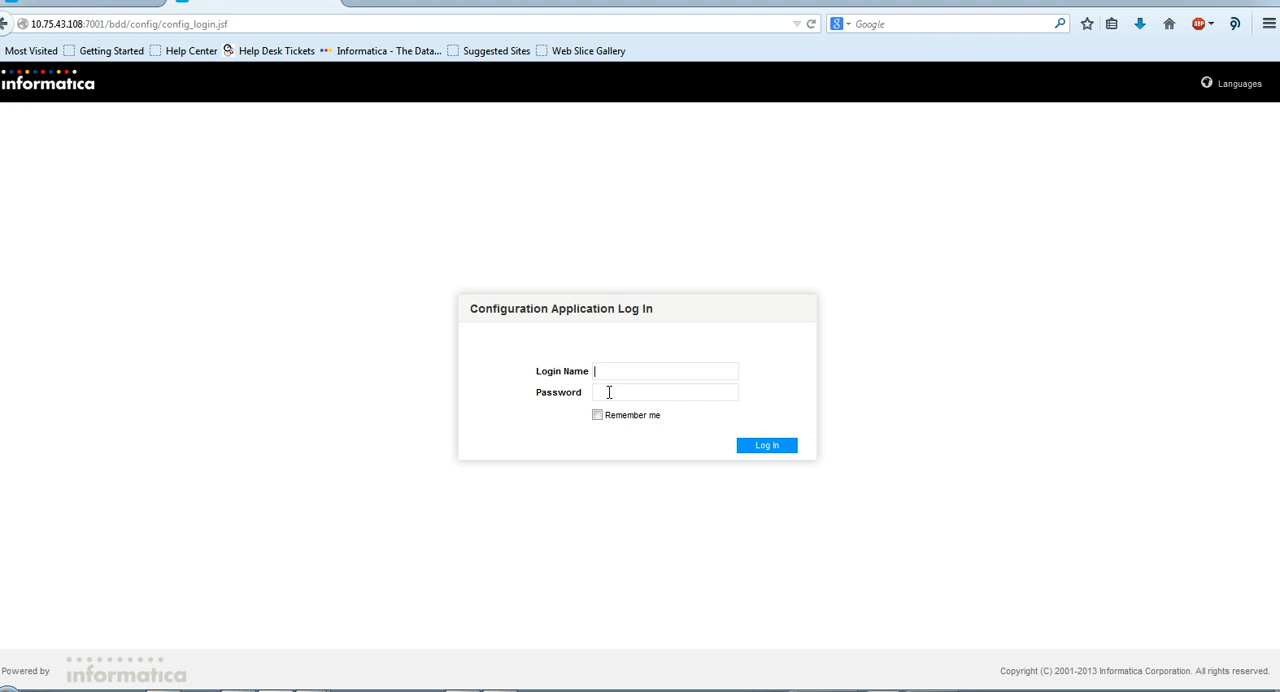 10.75.43.108:7001/bdd/config/config_login.jsf
Google
ABP
Most Visited Getting Started Help Center Help Desk Tickets Informatica - The Data... Suggested Sites Web Slice Gallery
informatica
Languages
Configuration Application Log In
Login Name
Password
Remember me
Log In
Powered by informatica
Copyright (C) 2001-2013 Informatica Corporation. All rights reserved.